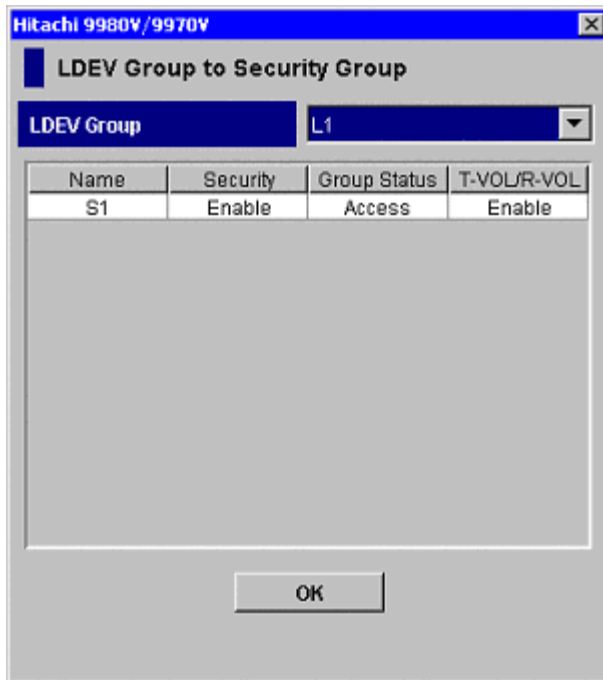 Hitachi 9980V/9970V
LDEV Group to Security Group
LDEV Group L1
Name Security Group Status T-VOL/R-VOL
S1 Enable Access Enable
OK